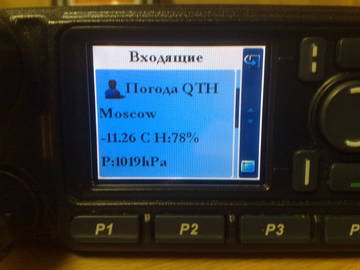 Входящие
Погода QTH
Moscow
-11.26 C H:78%
P:1019hPa
P1
P2
P3
P